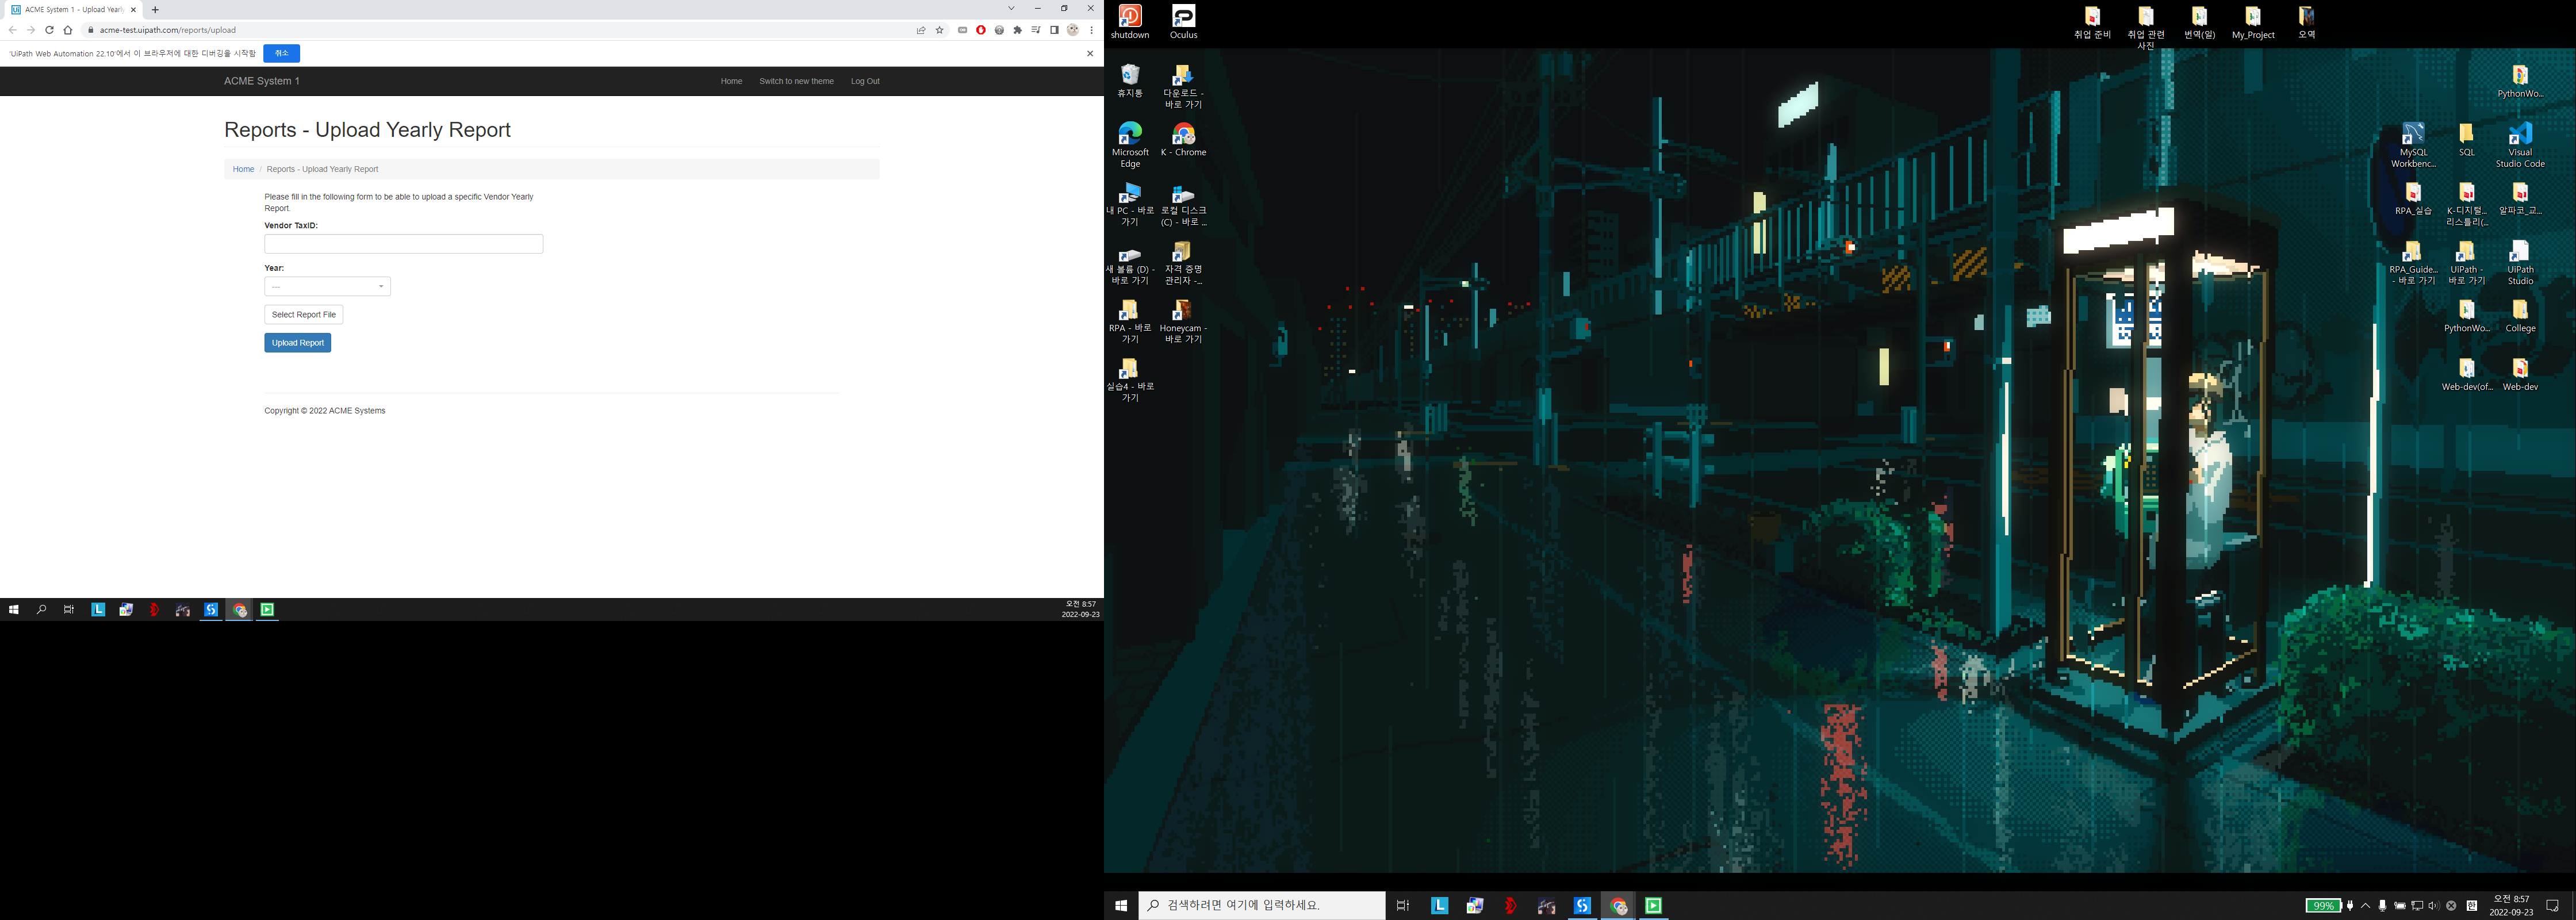 ACME System 1 - Upload Yearly
acme-test.uipath.com/reports/upload
'UiPath Web Automation 22.10'에서 이 브라우저에 대한 디버깅을 시작함
취소
ACME System 1
Home
Switch to new theme
Log Out
Reports - Upload Yearly Report
Home / Reports - Upload Yearly Report
Please fill in the following form to be able to upload a specific Vendor Yearly
Report.
Vendor TaxID:
Year:
---
Select Report File
Upload Report
Copyright © 2022 ACME Systems
오전 8:57
2022-09-23
shutdown
Oculus
취업 준비
취업 관련
사진
번역(일)
My_Project
오역
휴지통
다운로드 -
바로 가기
PythonWo...
Microsoft
Edge
K - Chrome
MySQL
Workbenc...
SQL
Visual
Studio Code
내 PC - 바로
가기
로컬 디스크
(C) - 바로 ...
RPA_실습
K-디지털...
리스틀리(...
알파코_교...
새 볼륨 (D) -
바로 가기
자격 증명
관리자 -...
RPA_Guide...
- 바로 가기
UiPath -
바로 가기
UiPath
Studio
RPA - 바로
가기
Honeycam -
바로 가기
PythonWo...
College
실습4 - 바로
가기
Web-dev(of...
Web-dev
검색하려면 여기에 입력하세요.
99%
한
오전 8:57
2022-09-23